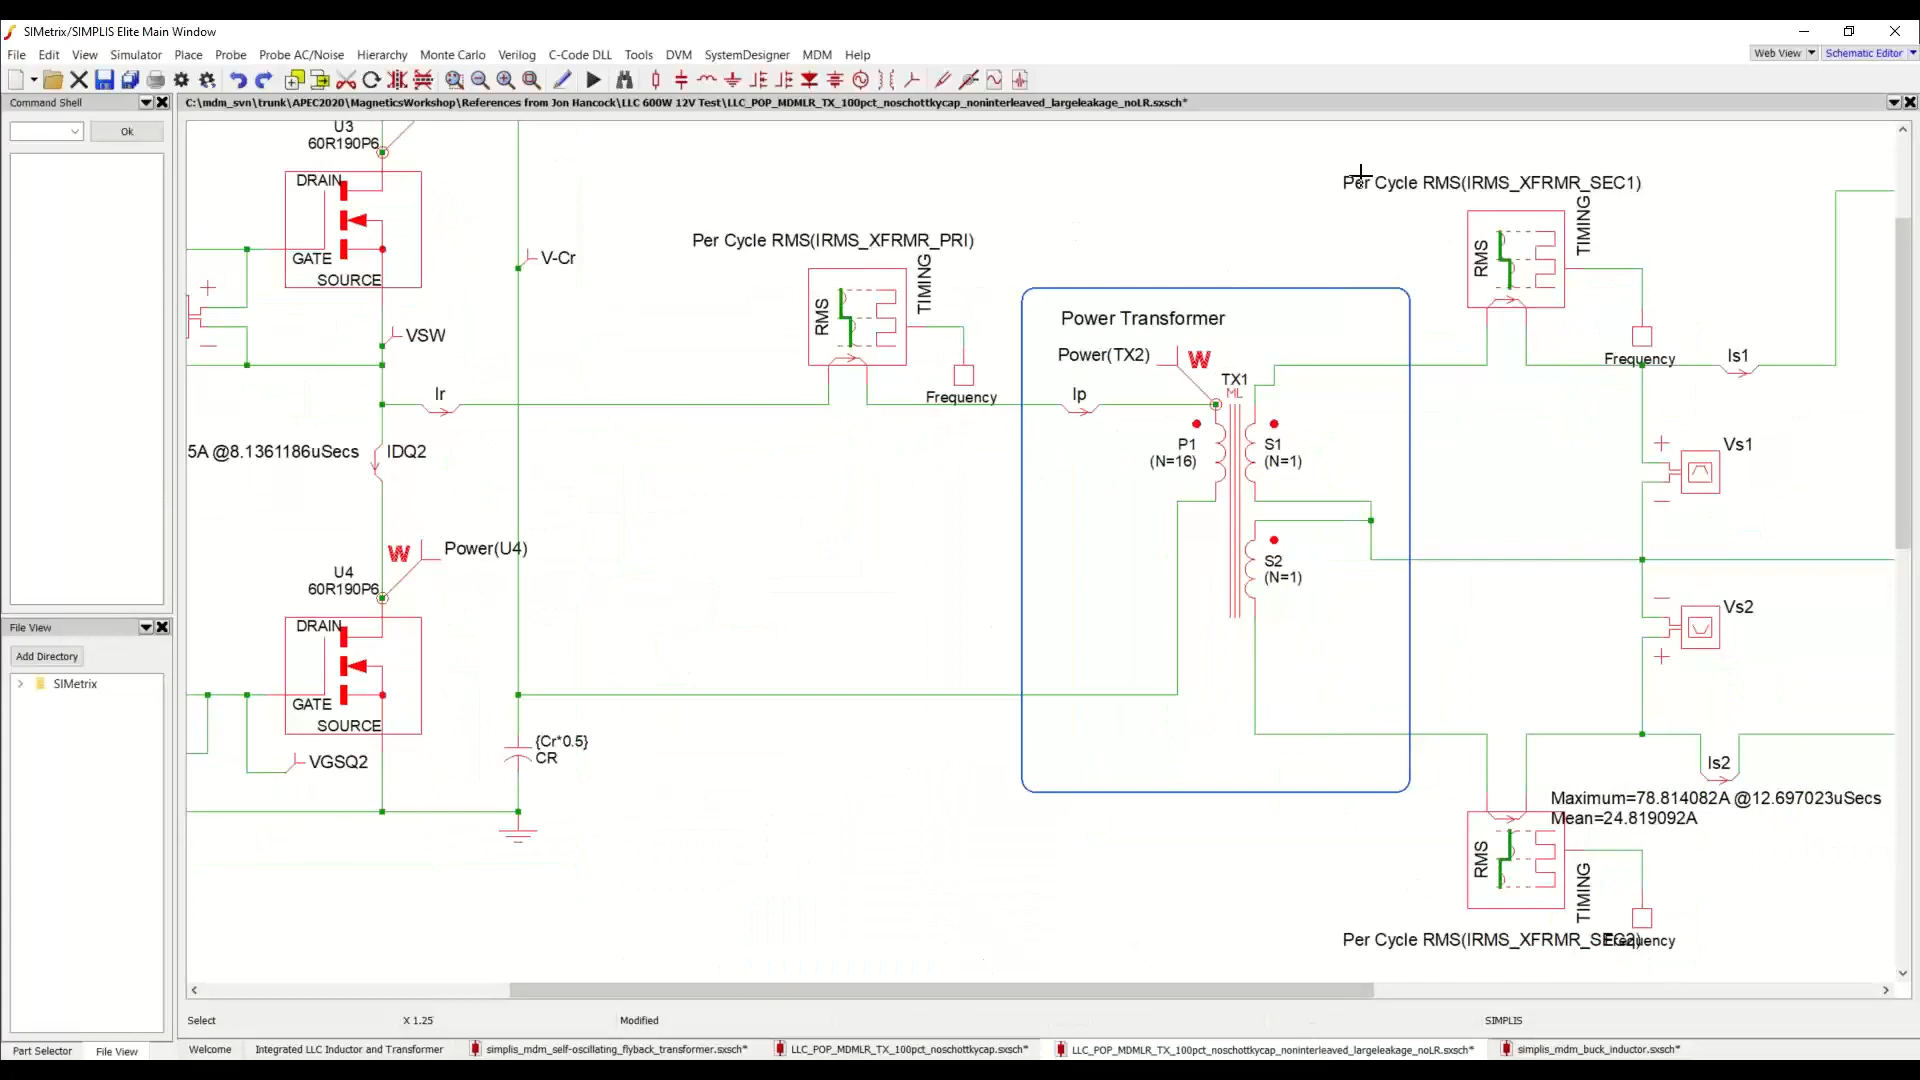 SIMetrix/SIMPLIS Elite Main Window
File Edit View Simulator Place Probe Probe AC/Noise Hierarchy Monte Carlo Verilog C-Code DLL Tools DVM SystemDesigner MDM Help
Web View Schematic Editor
Command Shell
C:\mdm_svn\trunk\APEC2020\MagneticsWorkshop\References from Jon Hancock\LLC 600W 12V Test\LLC_POP_MDMLR_TX_100pct_noschottkycap_noninterleaved_largeleakage_noLR.sxsch*
Ok
U3
60R190P6
DRAIN
GATE
SOURCE
VSW
V-Cr
Ir
5A @8.1361186uSecs
IDQ2
W
Power(U4)
U4
60R190P6
DRAIN
GATE
SOURCE
VGSQ2
{Cr*0.5}
CR
Per Cycle RMS(IRMS_XFRMR_PRI)
RMS
TIMING
Frequency
Power Transformer
Power(TX2)
W
TX1
ML
Ip
P1
(N=16)
S1
(N=1)
S2
(N=1)
Per Cycle RMS(IRMS_XFRMR_SEC1)
RMS
TIMING
Frequency
Is1
Vs1
Vs2
Is2
Maximum=78.814082A @12.697023uSecs
Mean=24.819092A
RMS
TIMING
Per Cycle RMS(IRMS_XFRMR_SEC2)
Frequency
File View
Add Directory
SIMetrix
Select X 1.25 Modified SIMPLIS
Part Selector File View
Welcome Integrated LLC Inductor and Transformer simplis_mdm_self-oscillating_flyback_transformer.sxsch* LLC_POP_MDMLR_TX_100pct_noschottkycap.sxsch* LLC_POP_MDMLR_TX_100pct_noschottkycap_noninterleaved_largeleakage_noLR.sxsch* simplis_mdm_buck_inductor.sxsch*